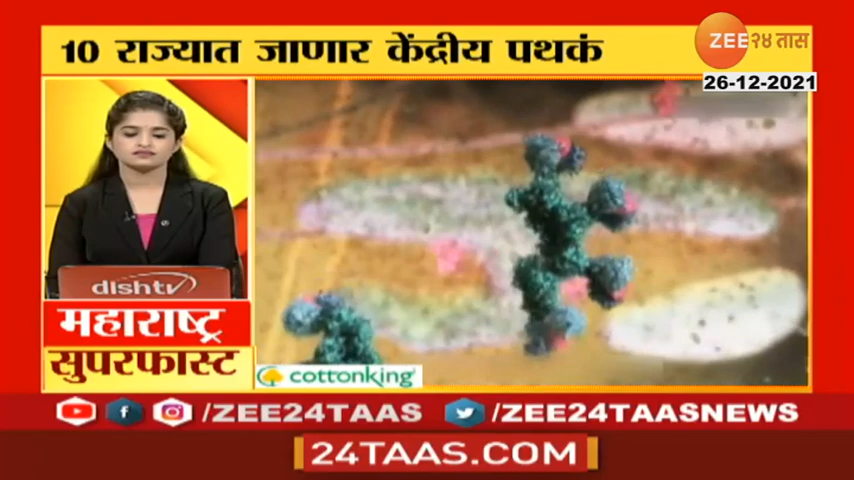 10 राज्यात जाणार केंद्रीय पथकं
ZEE २४ तास
26-12-2021
dishtv
महाराष्ट्र
सुपरफास्ट
cottonking
/ZEE24TAAS
/ZEE24TAASNEWS
24TAAS.COM